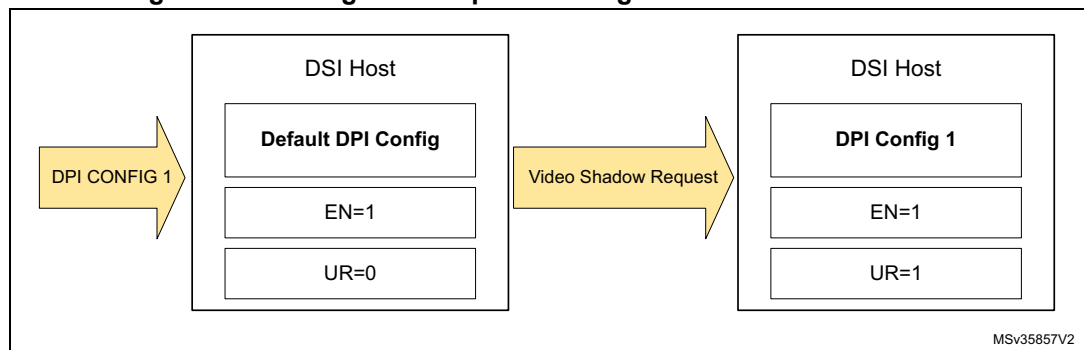 DSI Host
DSI Host
Default DPI Config
DPI Config 1
DPI CONFIG 1
Video Shadow Request
EN=1
EN=1
UR=0
UR=1
MSv35857V2